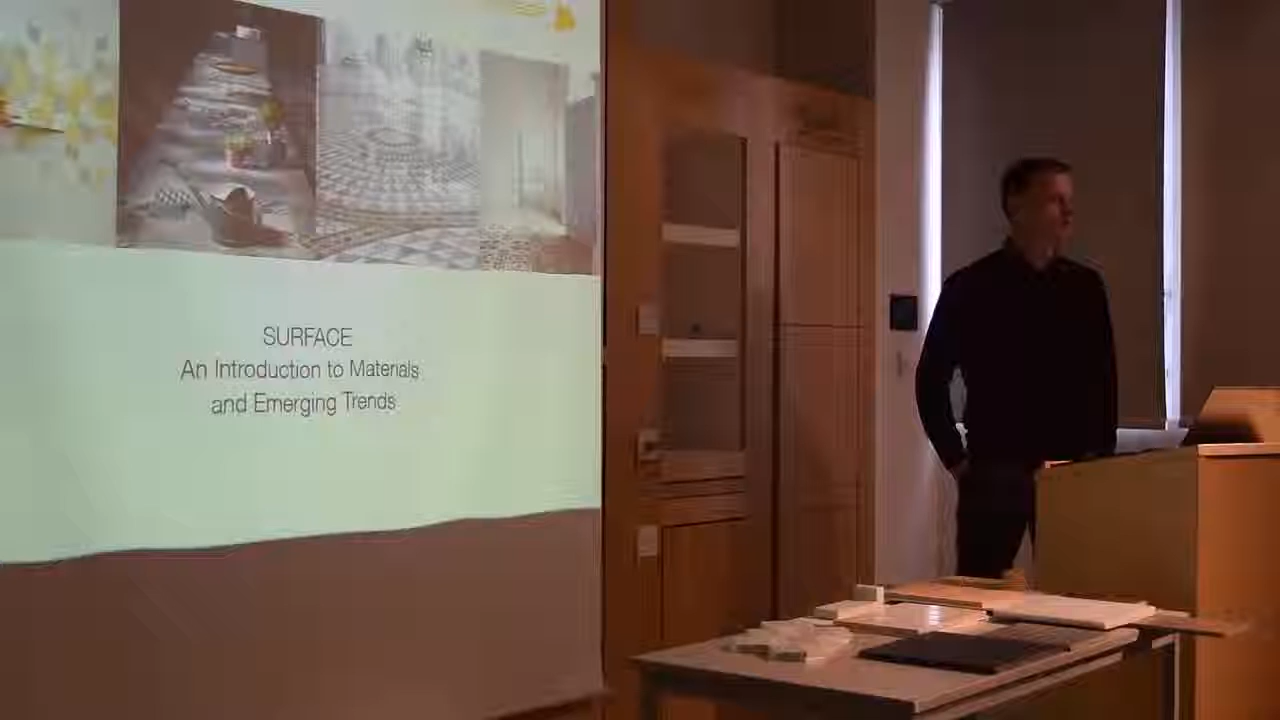 SURFACE
An Introduction to Materials
and Emerging Trends